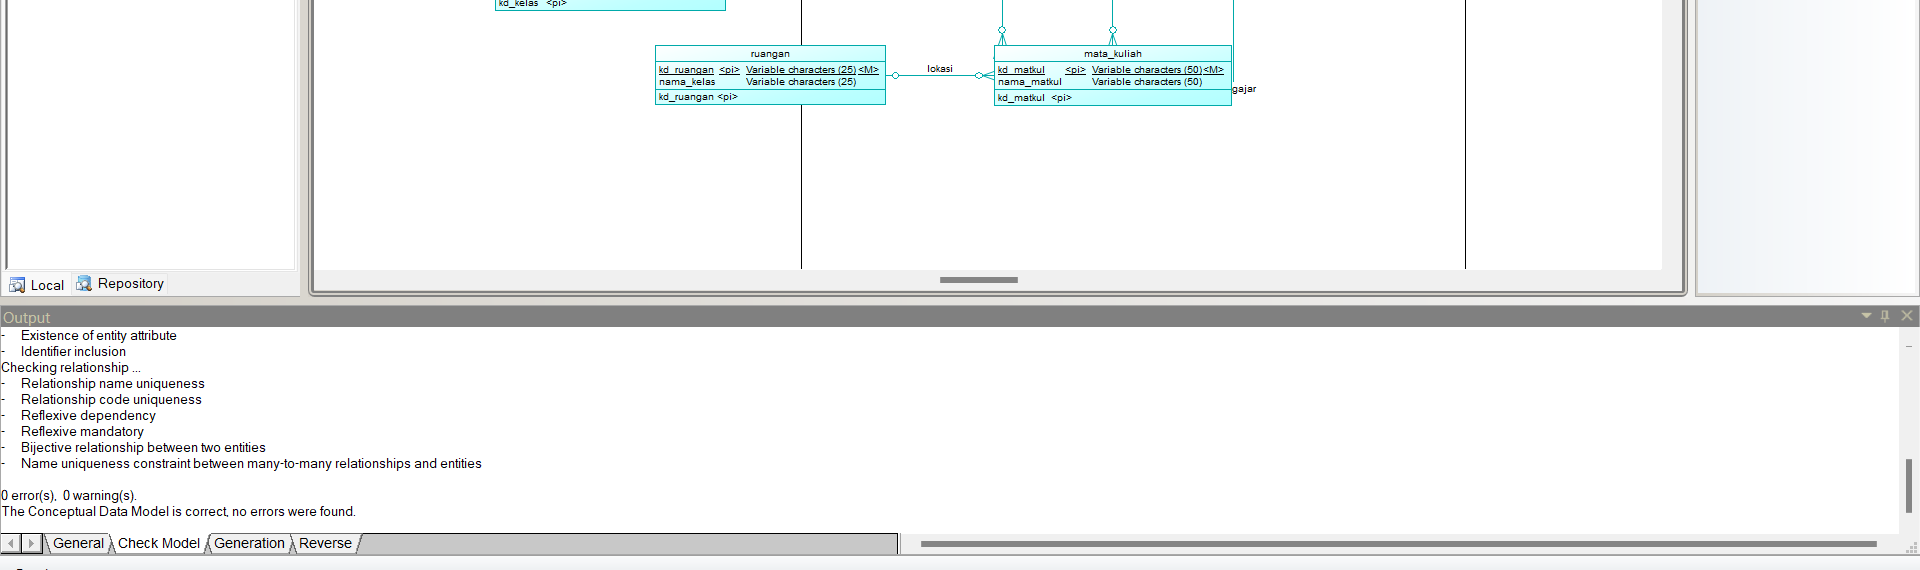 kd_kelas <pi>
ruangan
kd_ruangan <pi> Variable characters (25) <M>
nama_kelas Variable characters (25)
kd_ruangan <pi>
lokasi
mata_kuliah
kd_matkul <pi> Variable characters (50) <M>
nama_matkul Variable characters (50)
kd_matkul <pi>
gajar
Local
Repository
Output
- Existence of entity attribute
- Identifier inclusion
Checking relationship ...
- Relationship name uniqueness
- Relationship code uniqueness
- Reflexive dependency
- Reflexive mandatory
- Bijective relationship between two entities
- Name uniqueness constraint between many-to-many relationships and entities
0 error(s), 0 warning(s).
The Conceptual Data Model is correct, no errors were found.
General
Check Model
Generation
Reverse